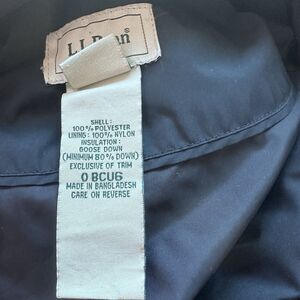 L.L.Bean
SHELL:
100% POLYESTER
LINING: 100% NYLON
INSULATION:
GOOSE DOWN
(MINIMUM 80% DOWN)
EXCLUSIVE OF TRIM
0 BCU6
MADE IN BANGLADESH
CARE ON REVERSE